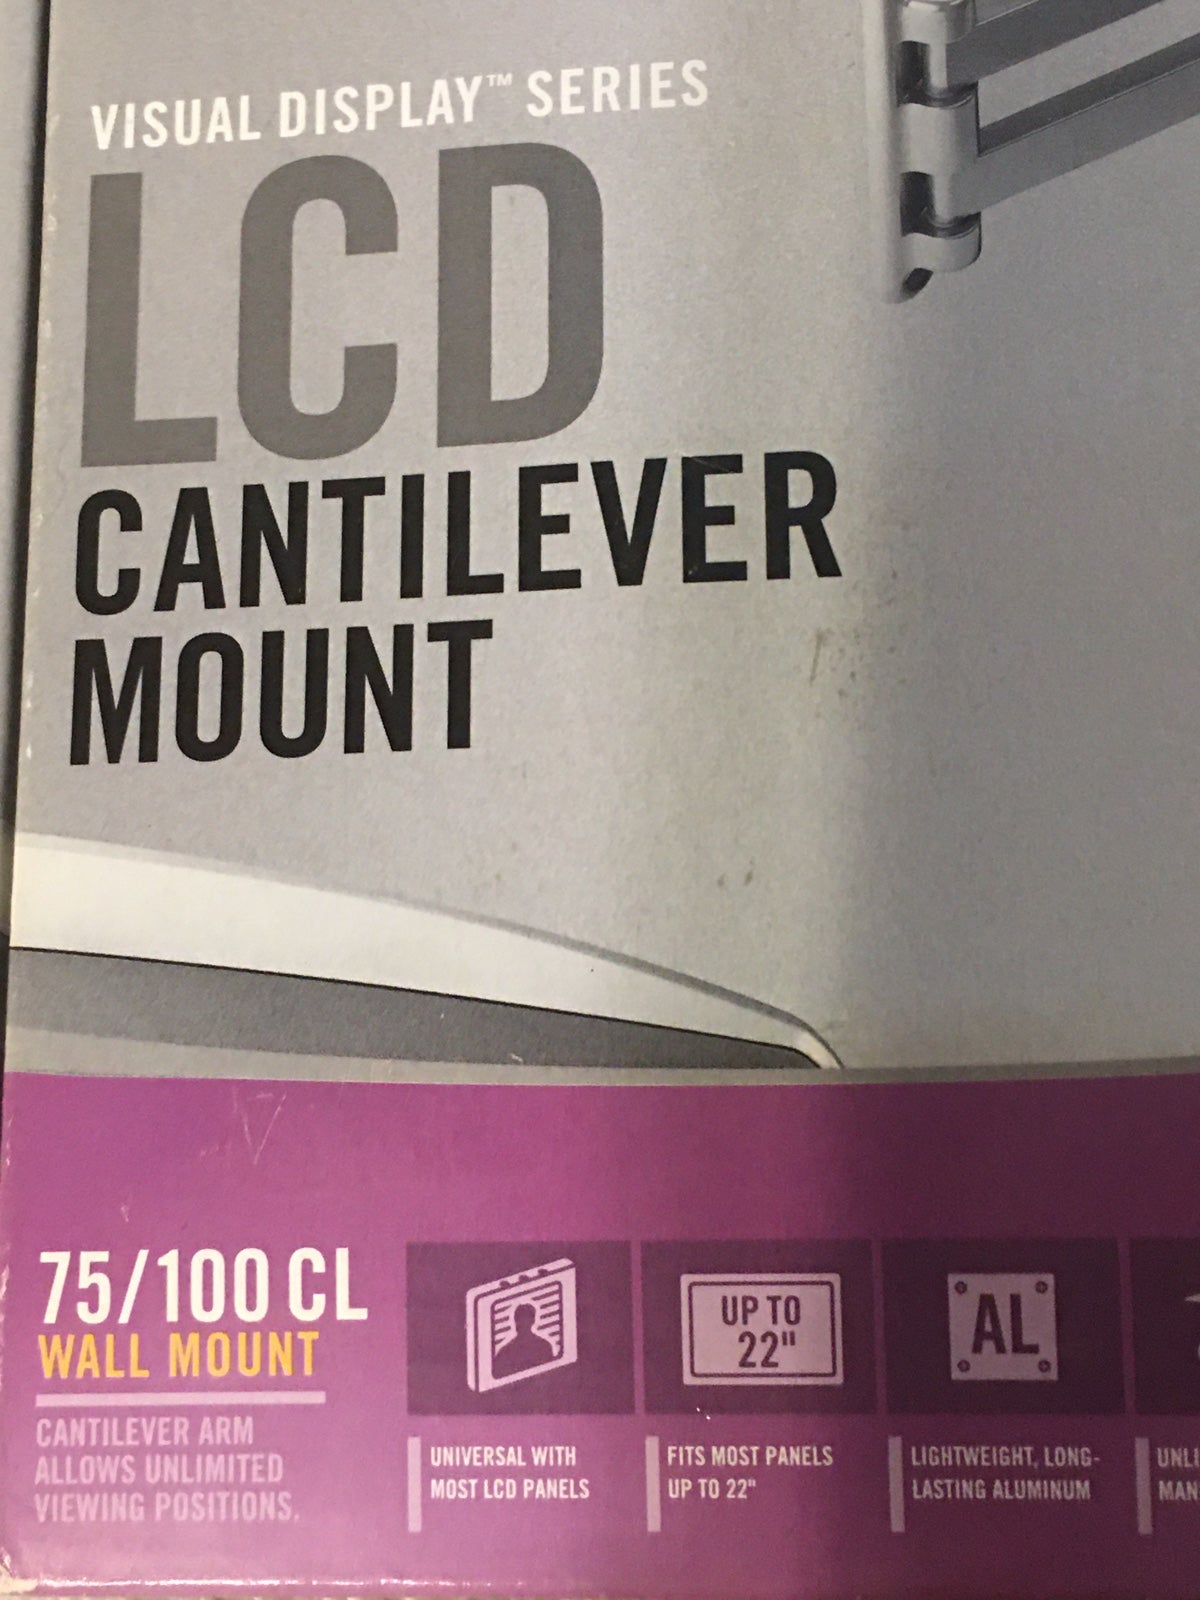 VISUAL DISPLAY™ SERIES
LCD
CANTILEVER
MOUNT
75/100 CL
WALL MOUNT
CANTILEVER ARM
ALLOWS UNLIMITED
VIEWING POSITIONS.
UNIVERSAL WITH
MOST LCD PANELS
UP TO
22"
FITS MOST PANELS
UP TO 22"
AL
LIGHTWEIGHT, LONG-
LASTING ALUMINUM